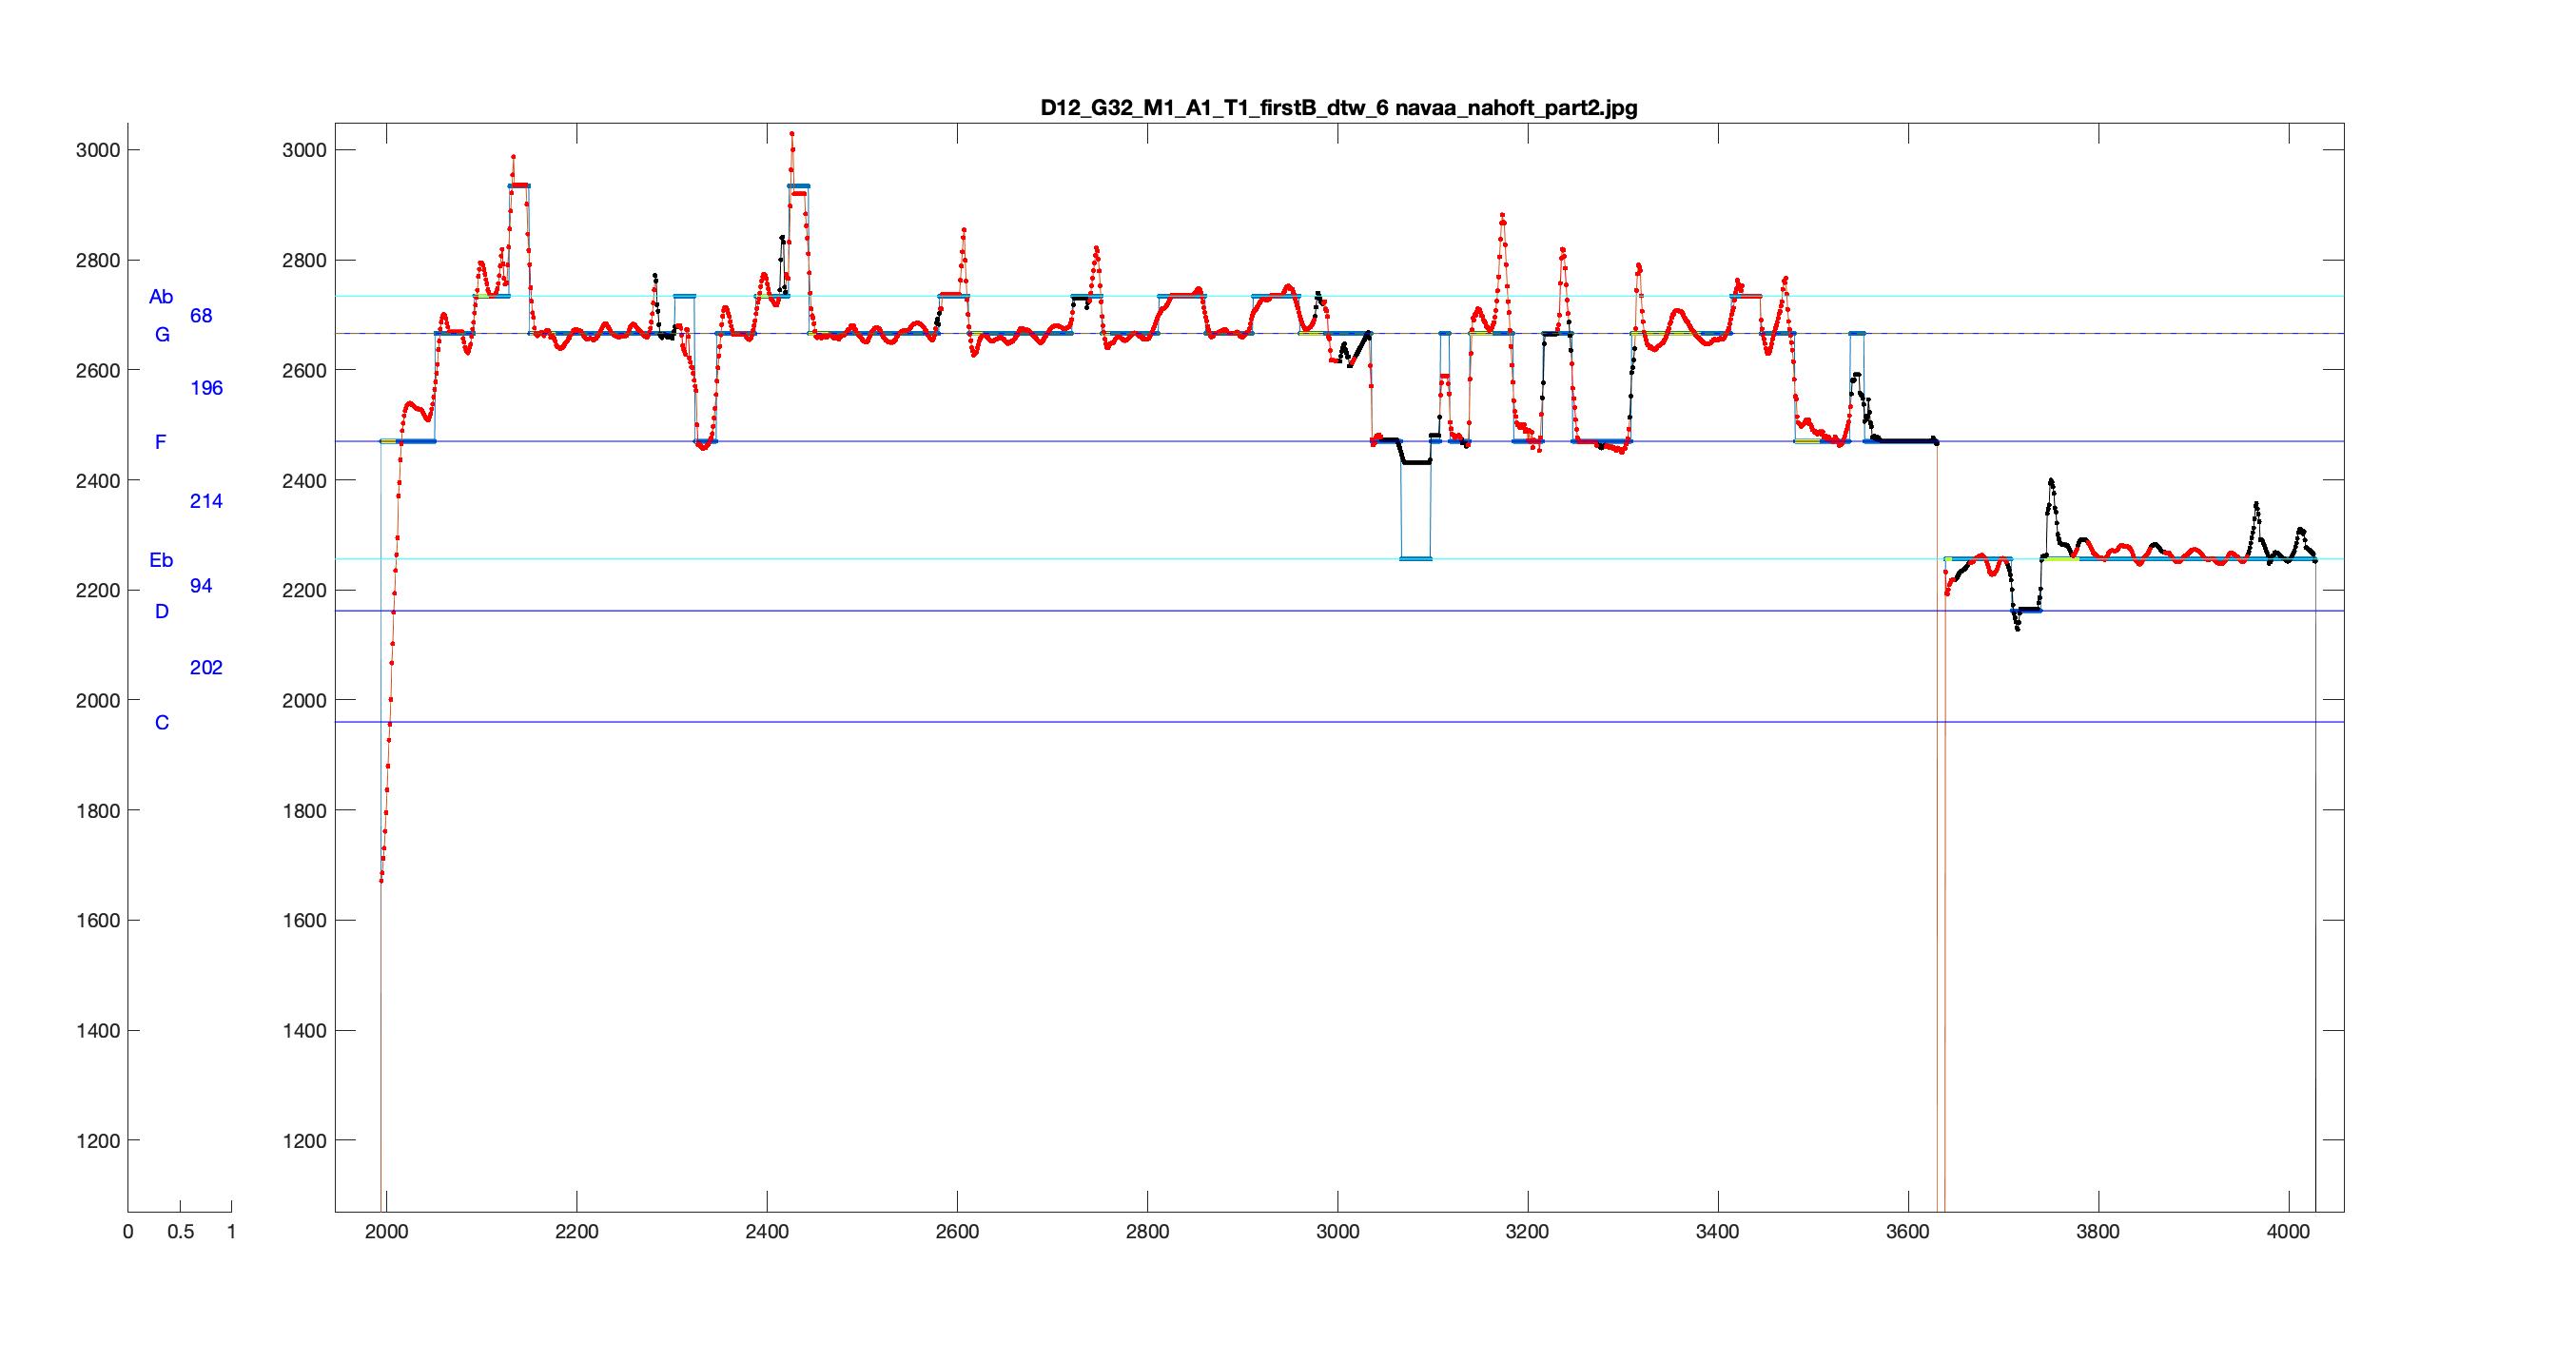 D12_G32_M1_A1_T1_firstB_dtw_6 navaa_nahoft_part2.jpg
3000 3000
2800 2800
Ab
68
G
2600 2600
196
F
2400 2400
214
Eb
94
2200 2200
D
202
2000 2000
C
1800 1800
1600 1600
1400 1400
1200 1200
0 0.5 1 2000 2200 2400 2600 2800 3000 3200 3400 3600 3800 4000